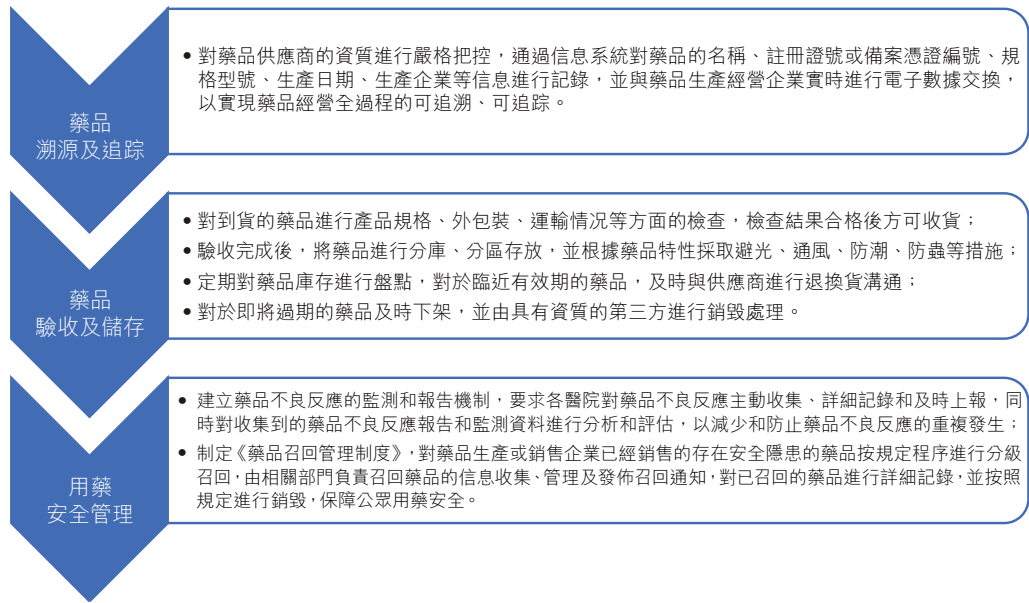 藥品
溯源及追踪
•對藥品供應商的資質進行嚴格把控，通過信息系統對藥品的名稱、註冊證號或備案憑證編號、規
格型號、生產日期、生產企業等信息進行記錄，並與藥品生產經營企業實時進行電子數據交換，
以實現藥品經營全過程的可追溯、可追踪。
藥品
驗收及儲存
•對到貨的藥品進行產品規格、外包裝、運輸情況等方面的檢查，檢查結果合格後方可收貨；
•驗收完成後，將藥品進行分庫、分區存放，並根據藥品特性採取避光、通風、防潮、防蟲等措施；
•定期對藥品庫存進行盤點，對於臨近有效期的藥品，及時與供應商進行退換貨溝通；
•對於即將過期的藥品及時下架，並由具有資質的第三方進行銷毀處理。
用藥
安全管理
• 建立藥品不良反應的監測和報告機制，要求各醫院對藥品不良反應主動收集、詳細記錄和及時上報，同
時對收集到的藥品不良反應報告和監測資料進行分析和評估，以減少和防止藥品不良反應的重複發生；
• 制定《藥品召回管理制度》，對藥品生產或銷售企業已經銷售的存在安全隱患的藥品按規定程序進行分級
召回，由相關部門負責召回藥品的信息收集、管理及發佈召回通知，對已召回的藥品進行詳細記錄，並按照
規定進行銷毀，保障公眾用藥安全。